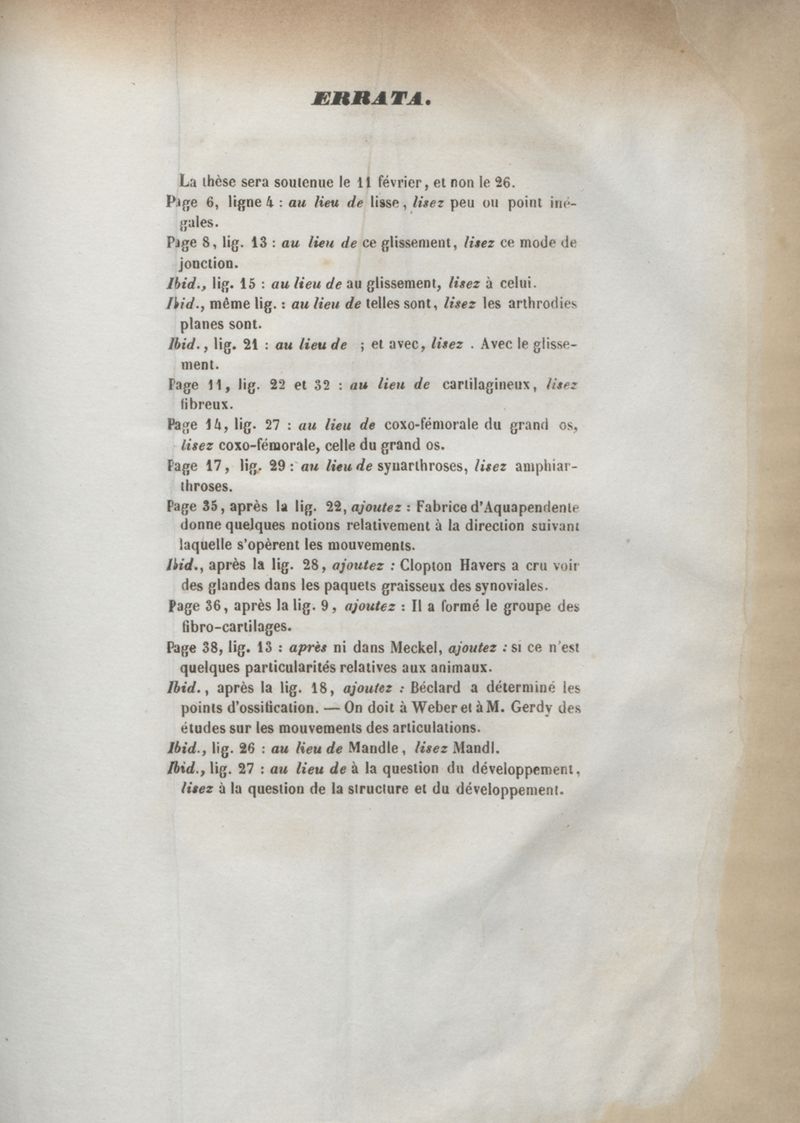 ERRATA.
La thèse sera soutenue le 11 février, et non le 26.
Page 6, ligne 4 : au lieu de lisse, lisez peu ou point iné-
gales.
Page 8, lig. 13 : au lieu de ce glissement, lisez ce mode de
jonction.
Ibid., lig. 15 : au lieu de au glissement, lisez à celui.
Ibid., même lig. : au lieu de telles sont, lisez les arthrodies
planes sont.
Ibid., lig. 21 : au lieu de ; et avec, lisez . Avec le glisse-
ment.
Page 11, lig. 22 et 32 : au lieu de cartilagineux, lisez
fibreux.
Page 14, lig. 27 : au lieu de coxo-fémorale du grand os,
lisez coxo-fémorale, celle du grand os.
Page 17, lig. 29 : au lieu de synarthroses, lisez amphiar-
throses.
Page 35, après la lig. 22, ajoutez : Fabrice d'Aquapendente
donne quelques notions relativement à la direction suivant
laquelle s'opèrent les mouvements.
Ibid., après la lig. 28, ajoutez : Clopton Havers a cru voir
des glandes dans les paquets graisseux des synoviales.
Page 36, après la lig. 9, ajoutez : Il a formé le groupe des
fibro-cartilages.
Page 38, lig. 13 : après ni dans Meckel, ajoutez : si ce n'est
quelques particularités relatives aux animaux.
Ibid., après la lig. 18, ajoutez : Béclard a déterminé les
points d'ossification. — On doit à Weber et à M. Gerdy des
études sur les mouvements des articulations.
Ibid., lig. 26 : au lieu de Mandle, lisez Mandl.
Ibid., lig. 27 : au lieu de à la question du développement,
lisez à la question de la structure et du développement.